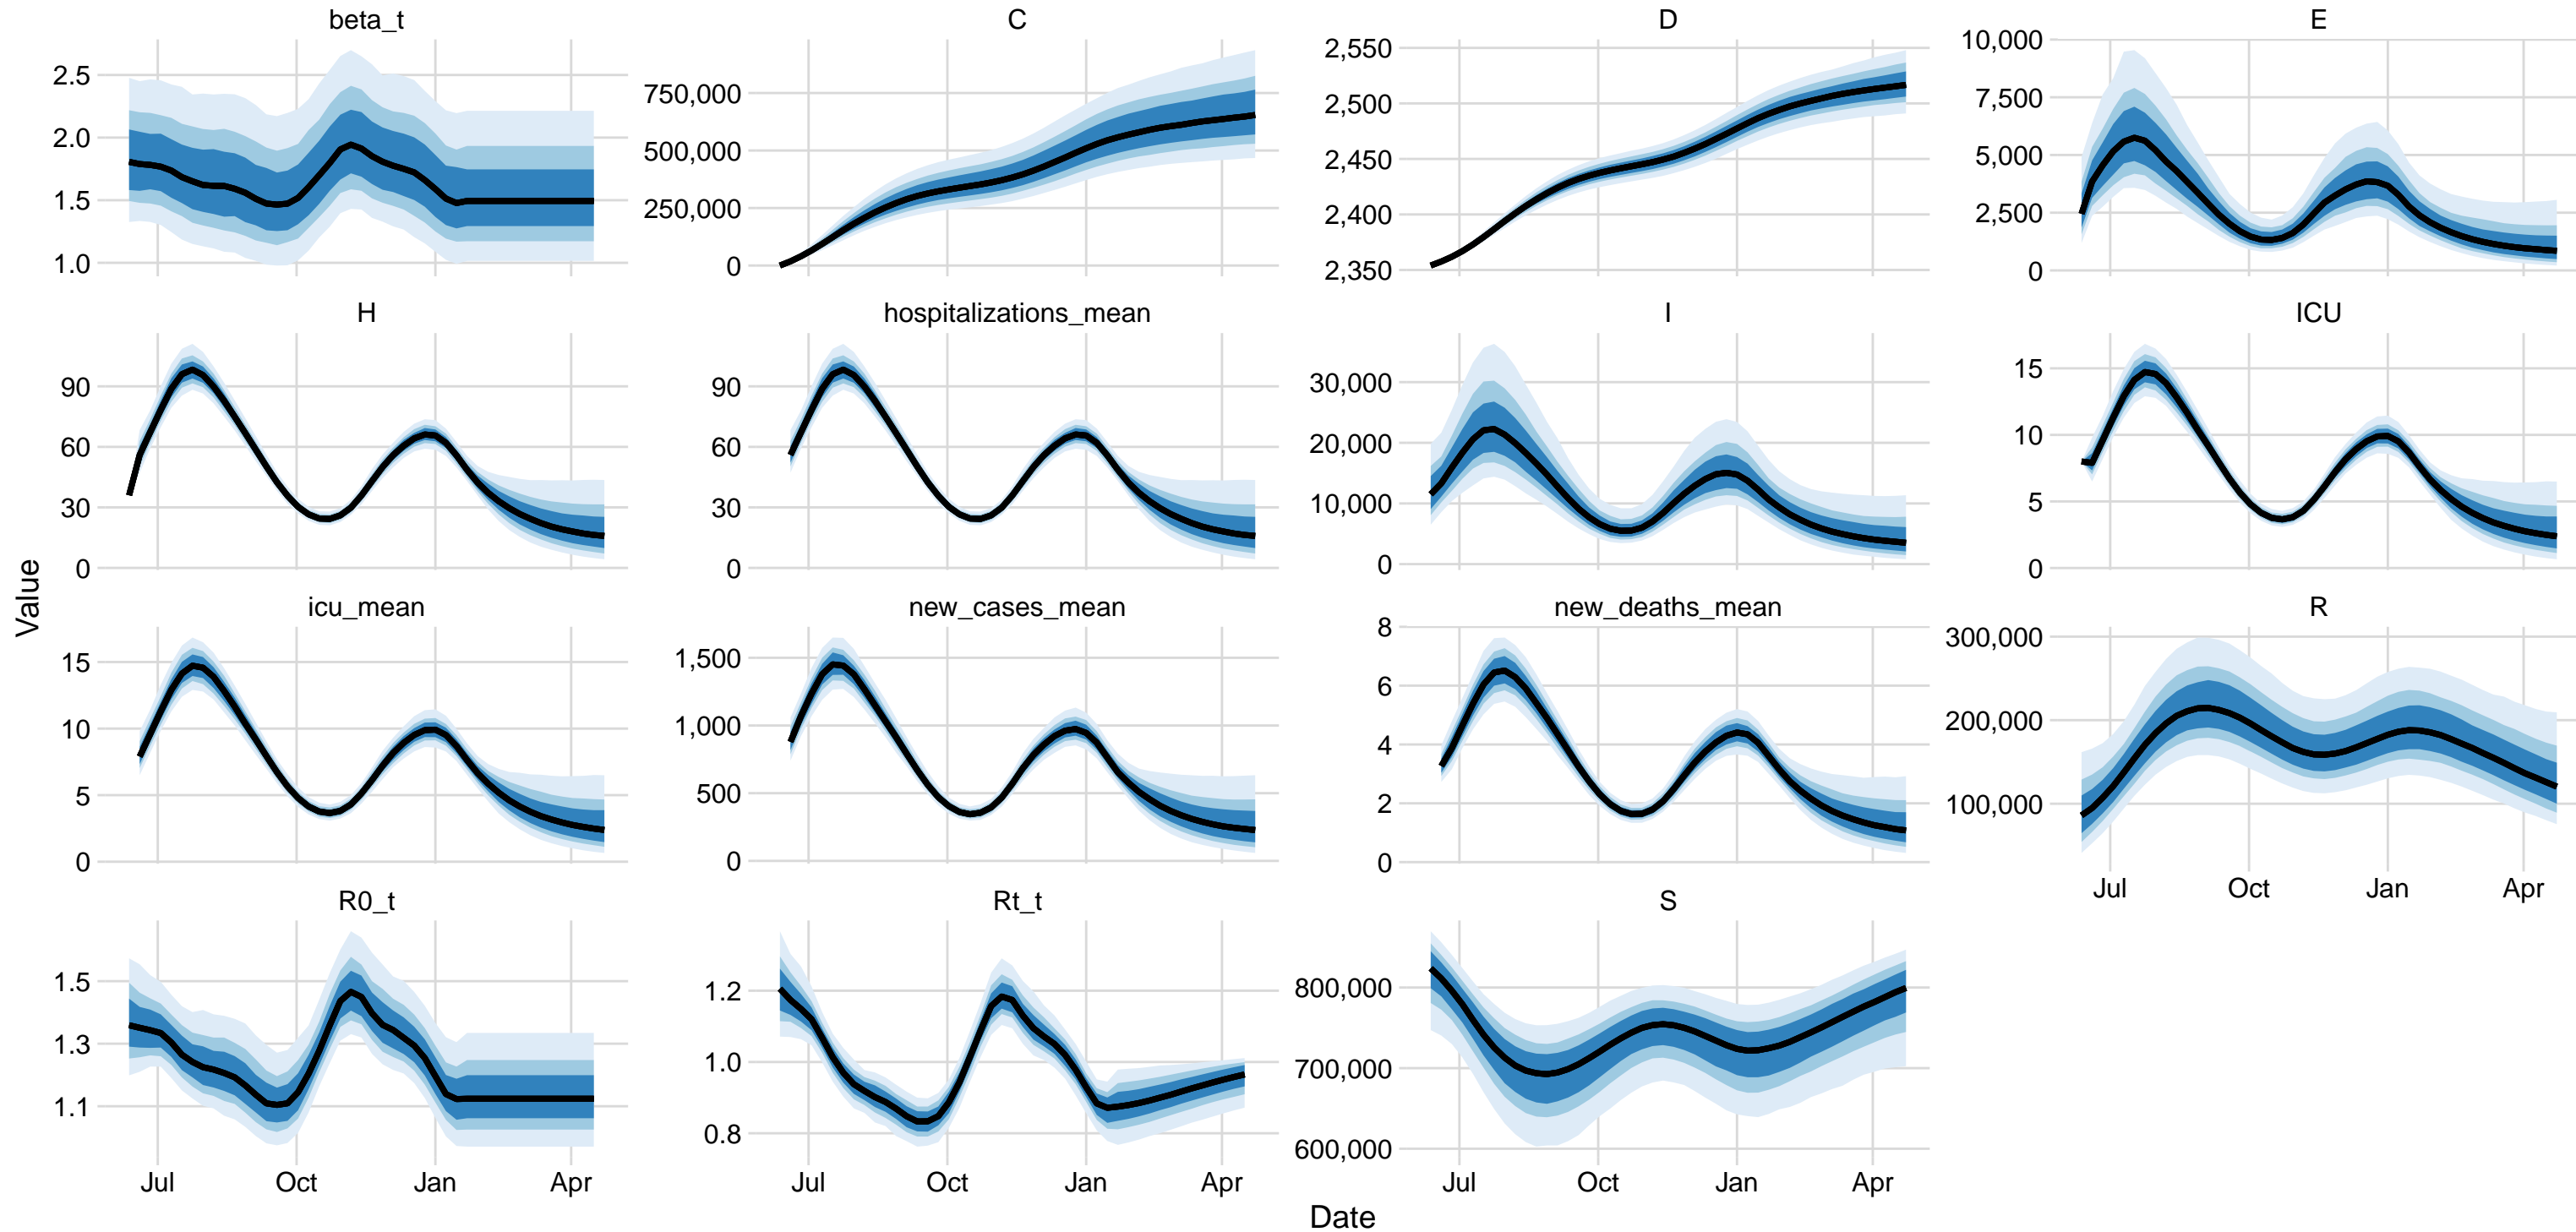 beta_t
C
D
E
2.5
2.0
1.5
1.0
750,000
500,000
250,000
0
2,550
2,500
2,450
2,400
2,350
10,000
7,500
5,000
2,500
0
H
hospitalizations_mean
I
ICU
90
60
30
0
90
60
30
0
30,000
20,000
10,000
0
15
10
5
0
icu_mean
new_cases_mean
new_deaths_mean
R
15
10
5
0
1,500
1,000
500
0
8
6
4
2
0
300,000
200,000
100,000
Jul Oct Jan Apr
R0_t
Rt_t
S
1.5
1.3
1.1
1.2
1.0
0.8
800,000
700,000
600,000
Jul Oct Jan Apr
Jul Oct Jan Apr
Jul Oct Jan Apr
Value
Date